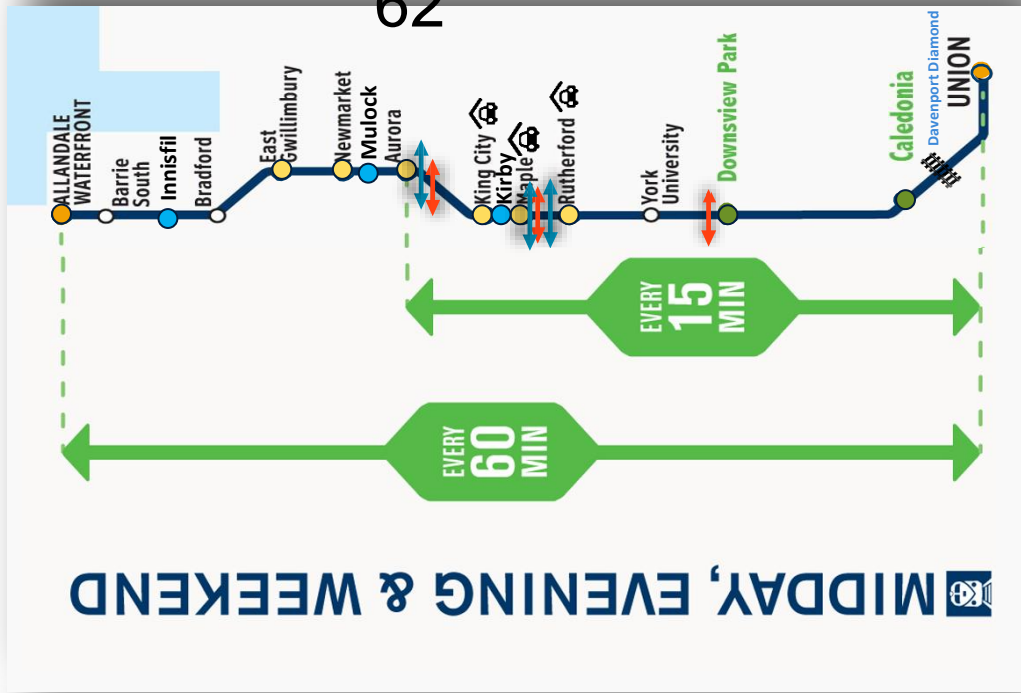 62
ALLANDALE
WATERFRONT
Barrie
South
Innisfil
Bradford
East
Gwillimbury
Newmarket
Mulock
Aurora
King City
Kirby
Maple
Rutherford
York
University
Downsview Park
Caledonia
Davenport Diamond
UNION
EVERY
15
MIN
EVERY
60
MIN
MIDDAY, EVENING & WEEKEND